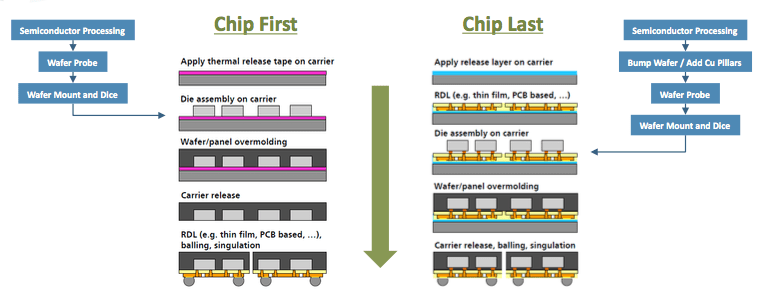 Chip First
Chip Last
Semiconductor Processing
Wafer Probe
Wafer Mount and Dice
Apply thermal release tape on carrier
Die assembly on carrier
Wafer/panel overmolding
Carrier release
RDL (e.g. thin film, PCB based, ...),
balling, singulation
Apply release layer on carrier
RDL (e.g. thin film, PCB based, ...)
Die assembly on carrier
Wafer/panel overmolding
Carrier release, balling, singulation
Semiconductor Processing
Bump Wafer / Add Cu Pillars
Wafer Probe
Wafer Mount and Dice